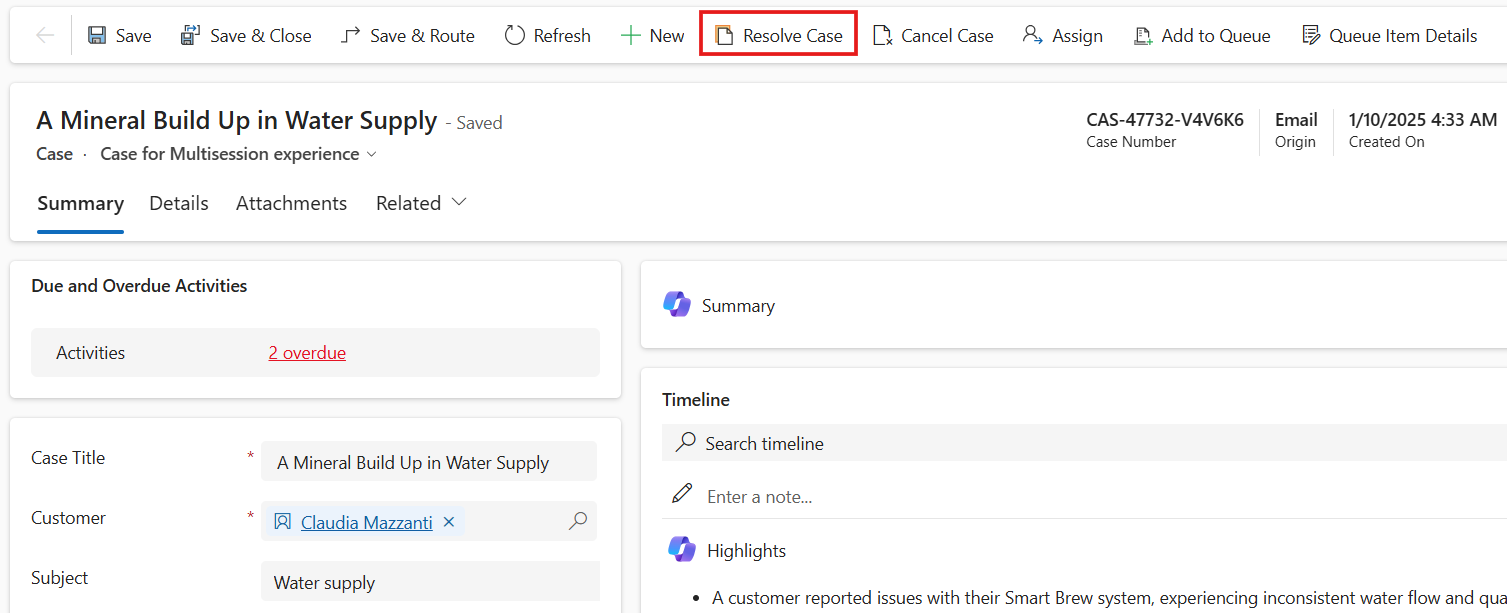 Save Save & Close Save & Route Refresh New Resolve Case Cancel Case Assign Add to Queue Queue Item Details
A Mineral Build Up in Water Supply - Saved
Case · Case for Multisession experience
CAS-47732-V4V6K6 Email 1/10/2025 4:33 AM
Case Number Origin Created On
Summary Details Attachments Related
Due and Overdue Activities
Activities 2 overdue
Case Title * A Mineral Build Up in Water Supply
Customer * Claudia Mazzanti
Subject Water supply
Summary
Timeline
Search timeline
Enter a note...
Highlights
• A customer reported issues with their Smart Brew system, experiencing inconsistent water flow and